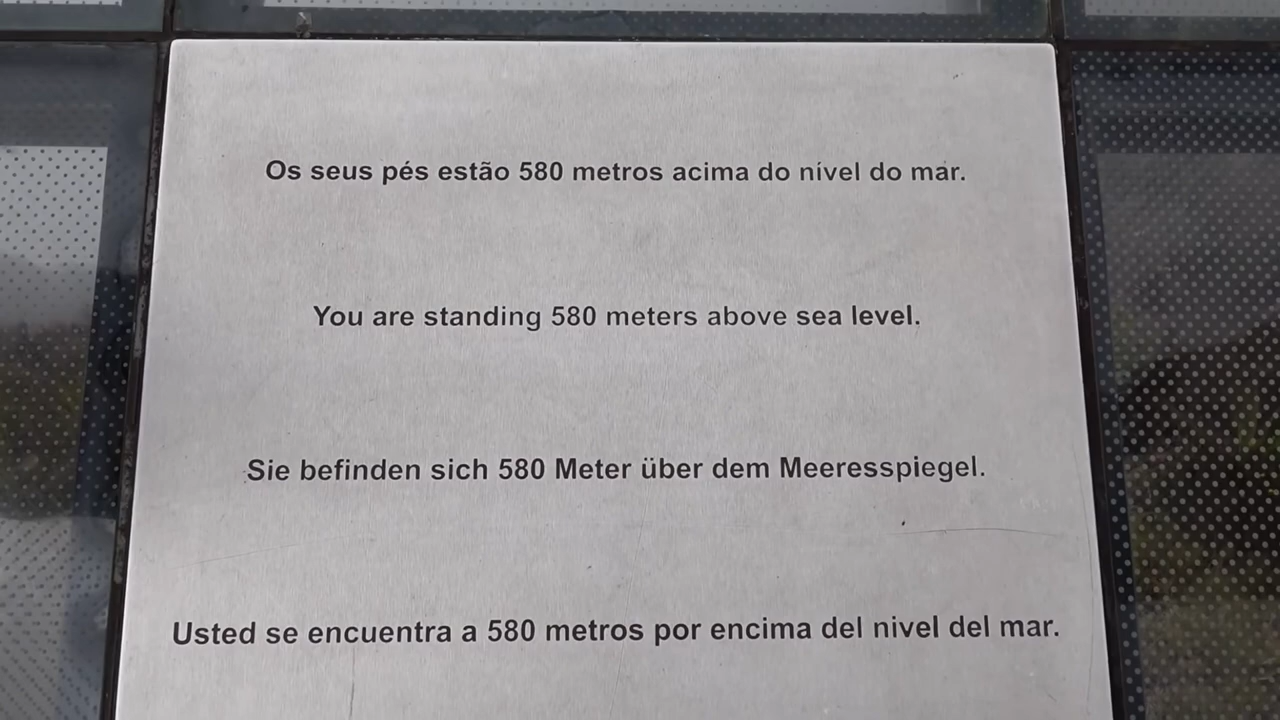 Os seus pés estão 580 metros acima do nível do mar.
You are standing 580 meters above sea level.
Sie befinden sich 580 Meter über dem Meeresspiegel.
Usted se encuentra a 580 metros por encima del nivel del mar.